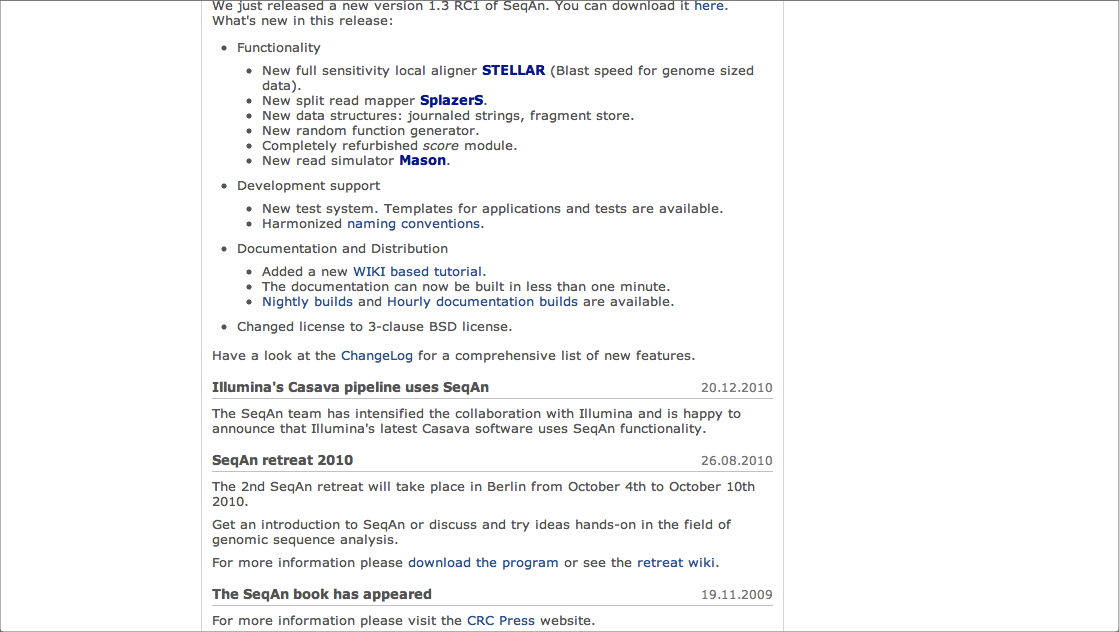 We just released a new version 1.3 RC1 of SeqAn. You can download it here.
What's new in this release:
Functionality
New full sensitivity local aligner STELLAR (Blast speed for genome sized
data).
New split read mapper SplazerS.
New data structures: journaled strings, fragment store.
New random function generator.
Completely refurbished score module.
New read simulator Mason.
Development support
New test system. Templates for applications and tests are available.
Harmonized naming conventions.
Documentation and Distribution
Added a new WIKI based tutorial.
The documentation can now be built in less than one minute.
Nightly builds and Hourly documentation builds are available.
Changed license to 3-clause BSD license.
Have a look at the ChangeLog for a comprehensive list of new features.
Illumina's Casava pipeline uses SeqAn 20.12.2010
The SeqAn team has intensified the collaboration with Illumina and is happy to
announce that Illumina's latest Casava software uses SeqAn functionality.
SeqAn retreat 2010 26.08.2010
The 2nd SeqAn retreat will take place in Berlin from October 4th to October 10th
2010.
Get an introduction to SeqAn or discuss and try ideas hands-on in the field of
genomic sequence analysis.
For more information please download the program or see the retreat wiki.
The SeqAn book has appeared 19.11.2009
For more information please visit the CRC Press website.